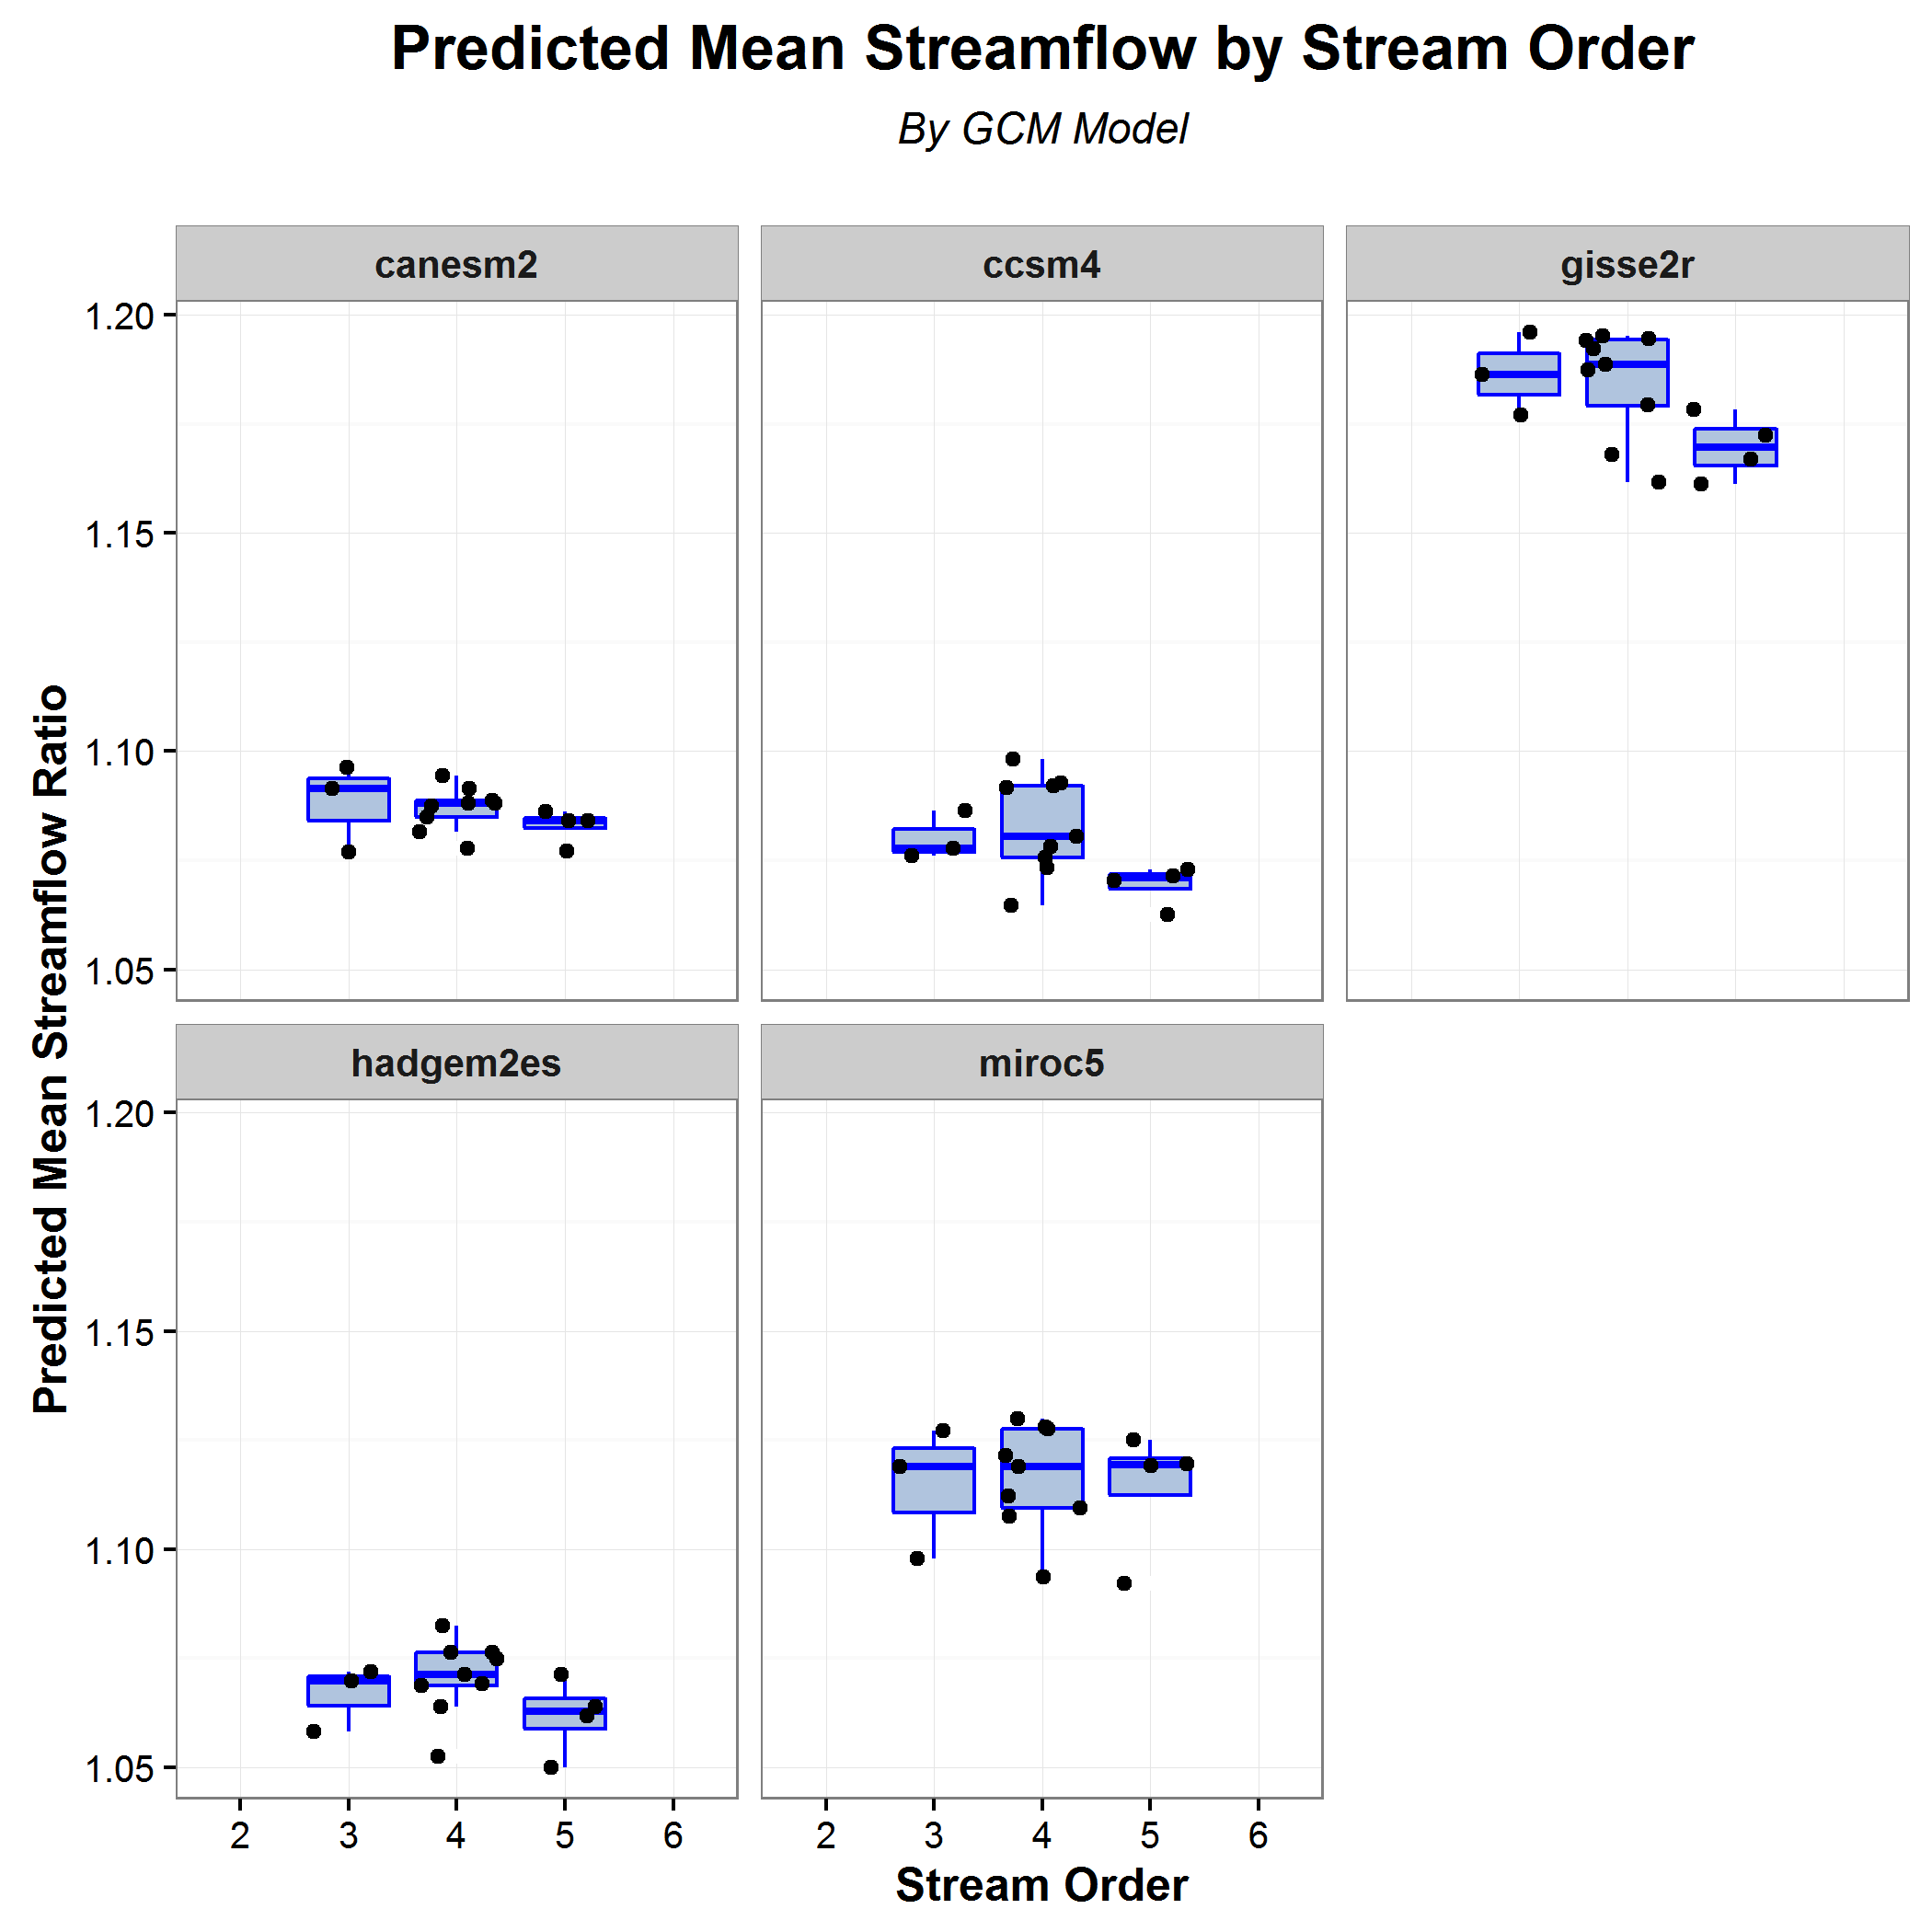 Predicted Mean Streamflow by Stream Order
By GCM Model
canesm2
ccsm4
gisse2r
1.20
1.15
1.10
1.05
Predicted Mean Streamflow Ratio
hadgem2es
miroc5
1.20
1.15
1.10
1.05
2 3 4 5 6
2 3 4 5 6
Stream Order